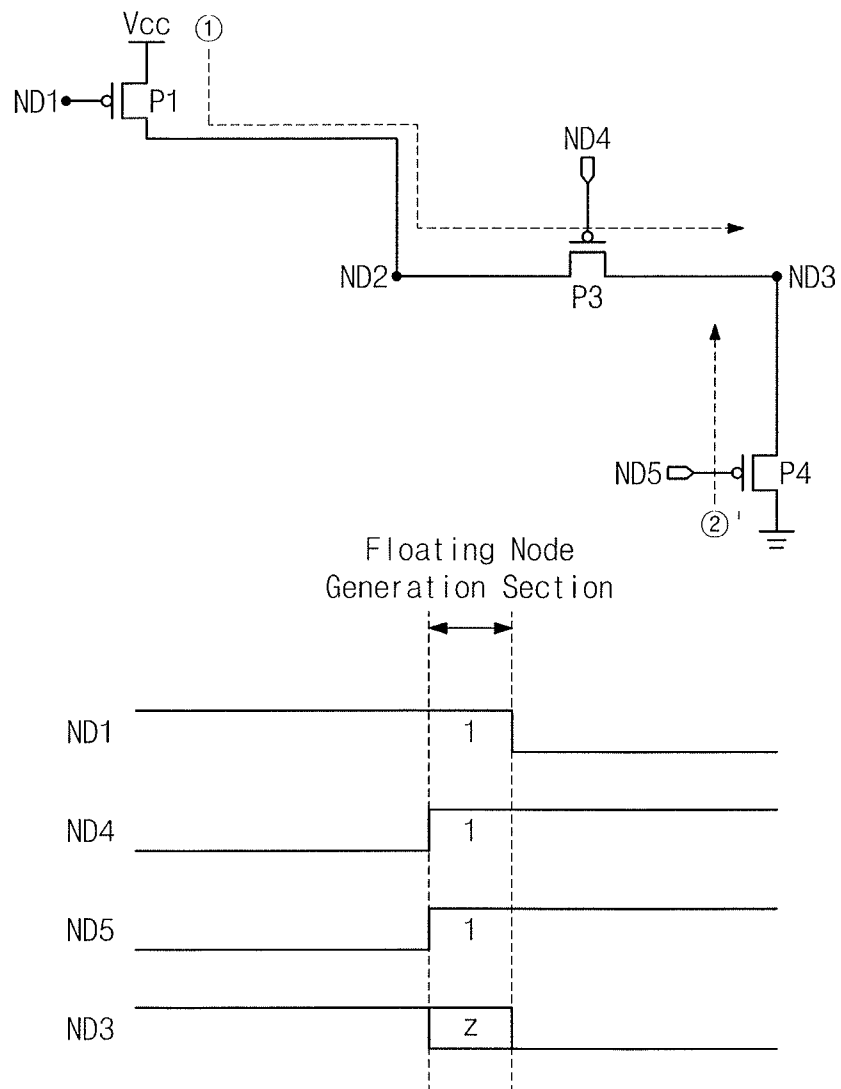 Vcc
①
ND1
P1
ND4
ND2
P3
ND3
ND5
P4
②'
Floating Node
Generation Section
ND1
1
ND4
1
ND5
1
ND3
Z